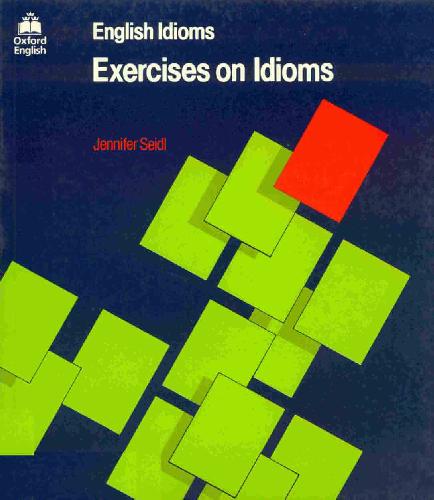 Oxford
English
English Idioms
Exercises on Idioms
Jennifer Seidl